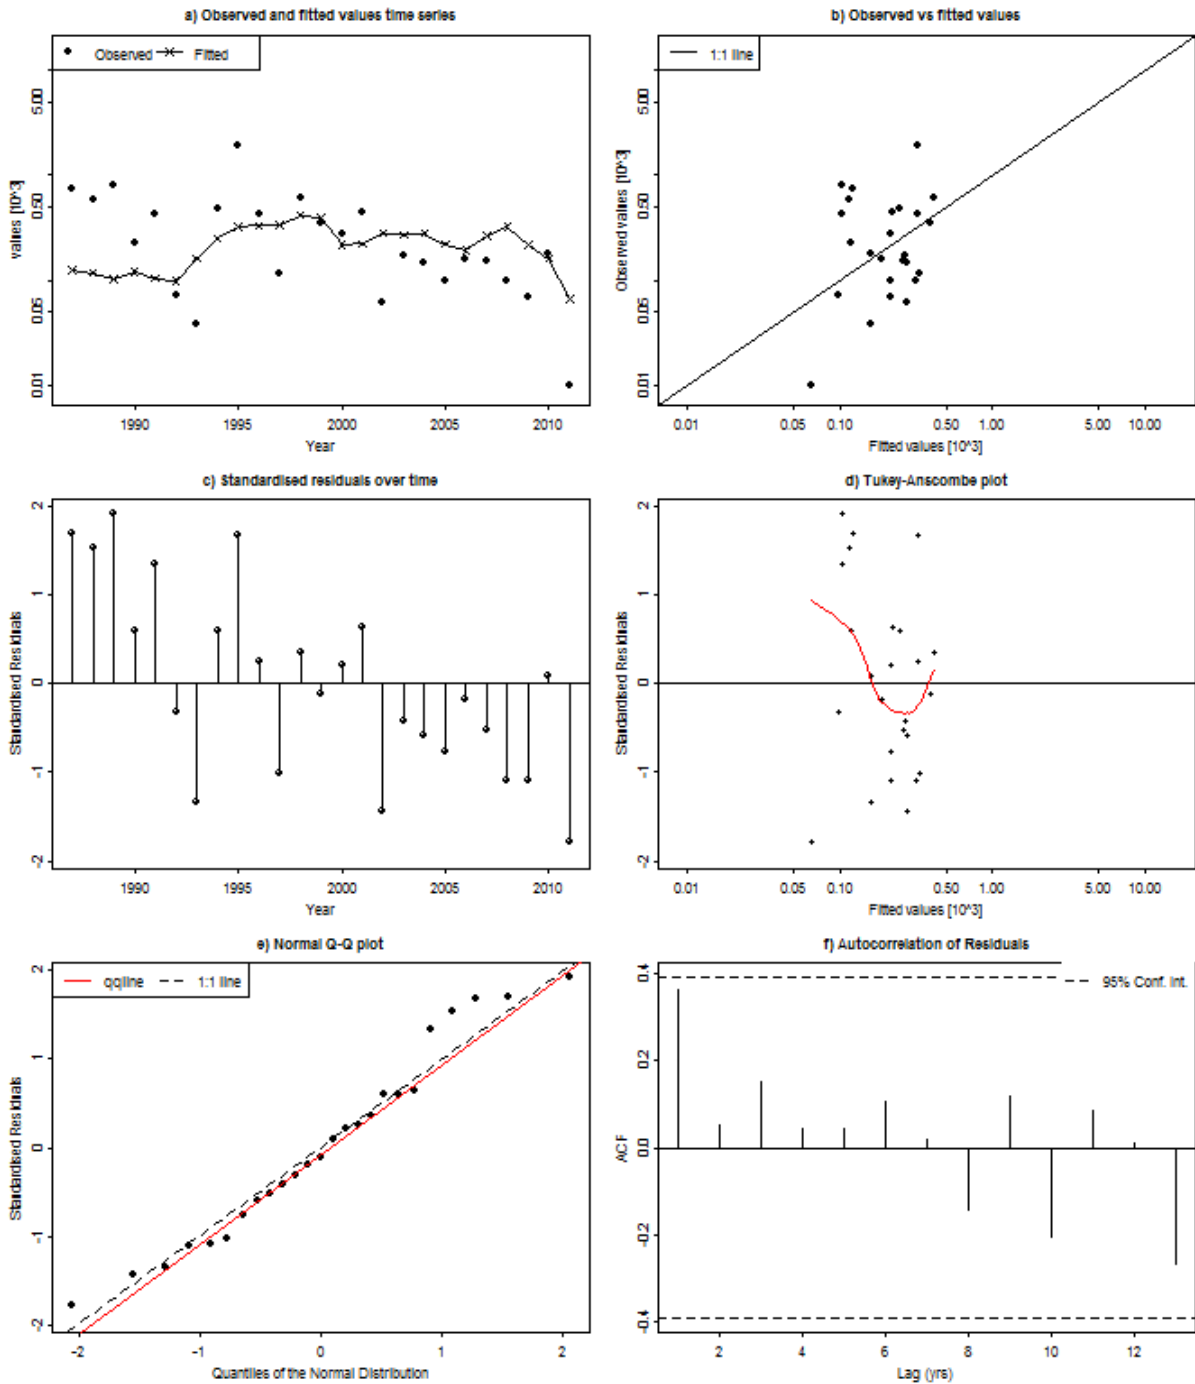 a) Observed and fitted values time series
Observed Fitted
values [10^3]
5.00
0.50
0.05
0.01
1990 1995 2000 2005 2010
Year
b) Observed vs fitted values
1:1 line
Observed values [10^3]
5.00
0.50
0.05
0.01
0.01 0.05 0.10 0.50 1.00 5.00 10.00
Fitted values [10^3]
c) Standardised residuals over time
Standardised Residuals
2
1
0
-1
-2
1990 1995 2000 2005 2010
Year
d) Tukey-Anscombe plot
Standardised Residuals
2
1
0
-1
-2
0.01 0.05 0.10 0.50 1.00 5.00 10.00
Fitted values [10^3]
e) Normal Q-Q plot
qqline 1:1 line
Standardised Residuals
2
1
0
-1
-2
-2 -1 0 1 2
Quantiles of the Normal Distribution
f) Autocorrelation of Residuals
95% Conf. Int.
ACF
0.4
0.2
0.0
-0.2
-0.4
2 4 6 8 10 12
Lag (yrs)